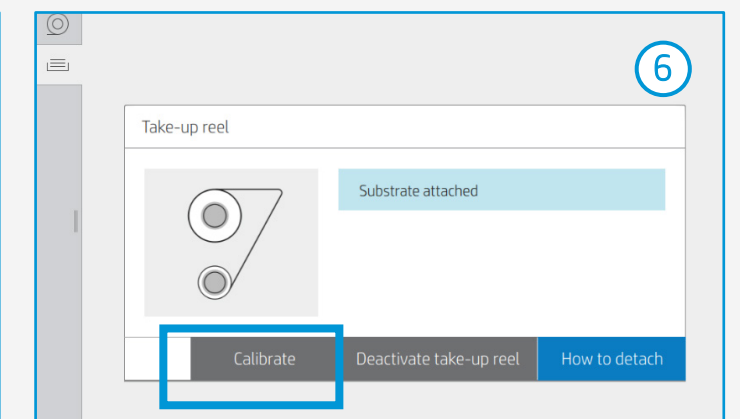 6
Take-up reel
Substrate attached
Calibrate
Deactivate take-up reel
How to detach